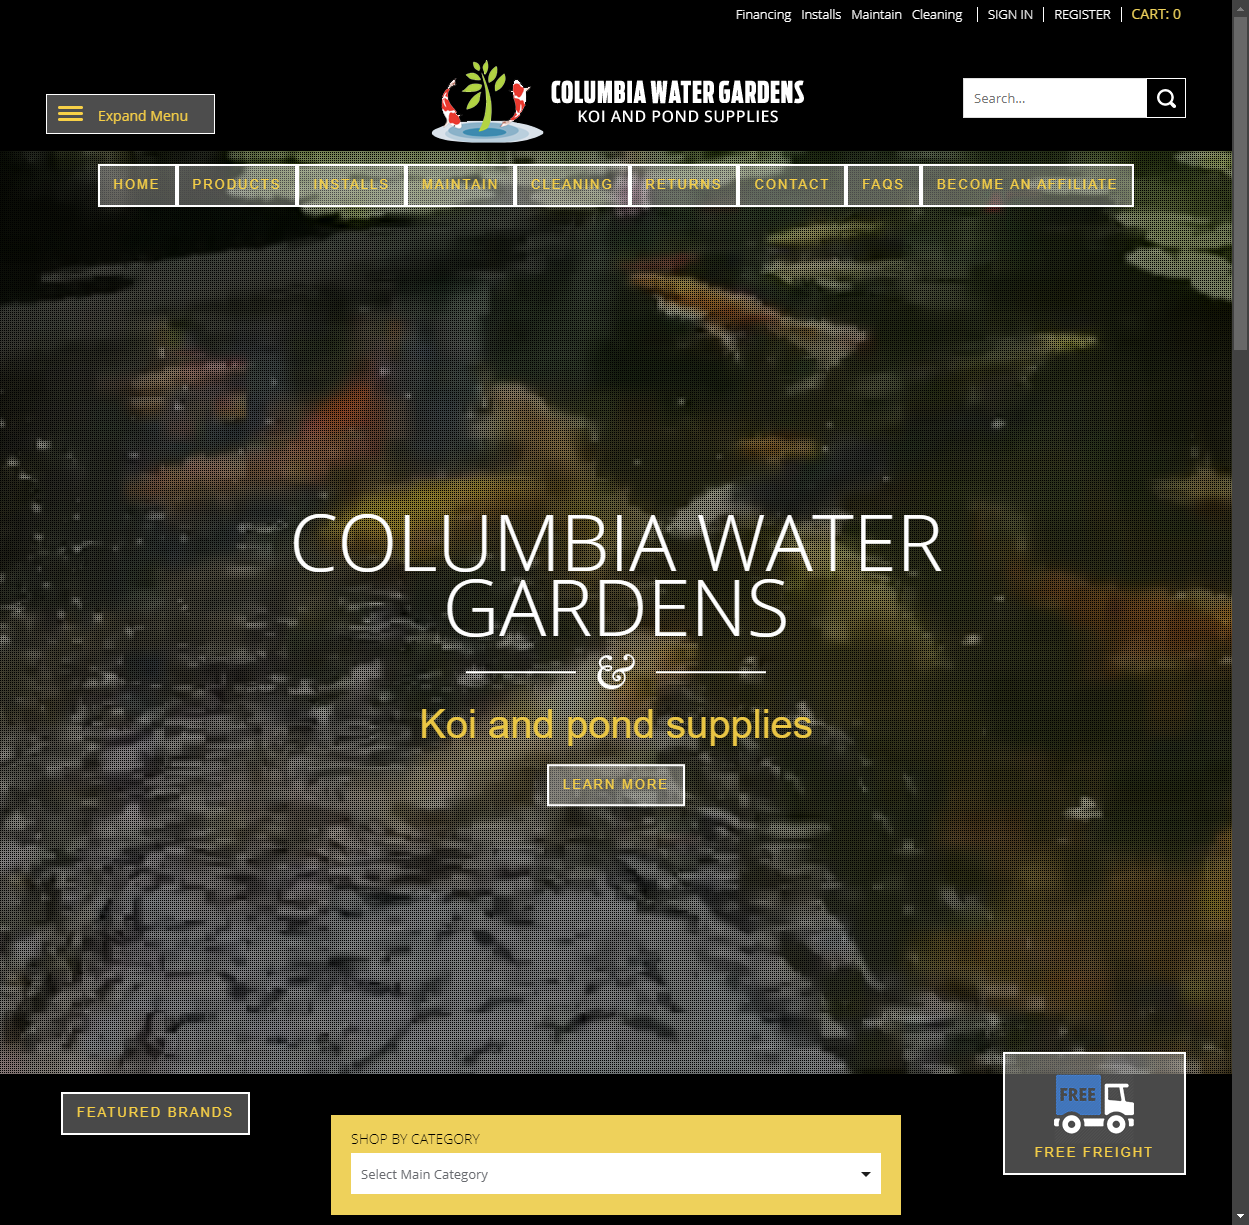 Financing Installs Maintain Cleaning SIGN IN REGISTER CART: 0
Expand Menu
COLUMBIA WATER GARDENS
KOI AND POND SUPPLIES
Search...
HOME PRODUCTS INSTALLS MAINTAIN CLEANING RETURNS CONTACT FAQS BECOME AN AFFILIATE
COLUMBIA WATER
GARDENS
&
Koi and pond supplies
LEARN MORE
FEATURED BRANDS
SHOP BY CATEGORY
Select Main Category
FREE
FREE FREIGHT